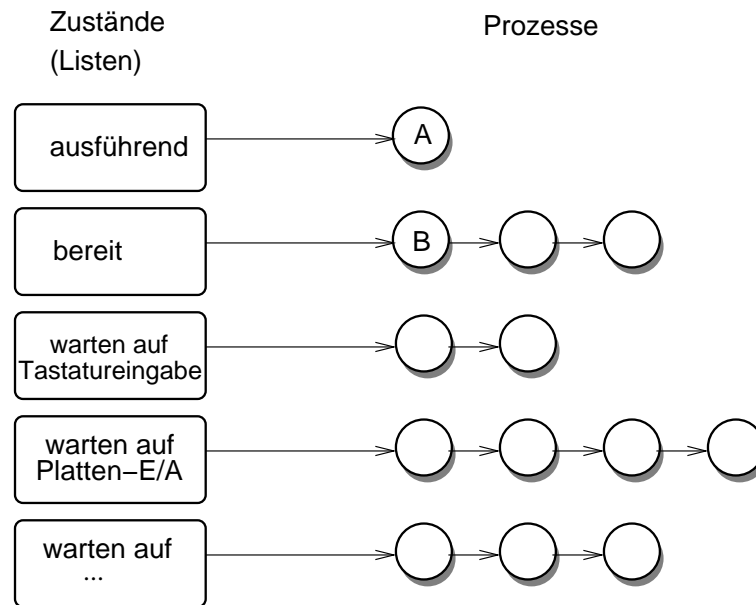 Zustände
(Listen)
Prozesse
ausführend
A
bereit
B
warten auf
Tastatureingabe
warten auf
Platten−E/A
warten auf
...